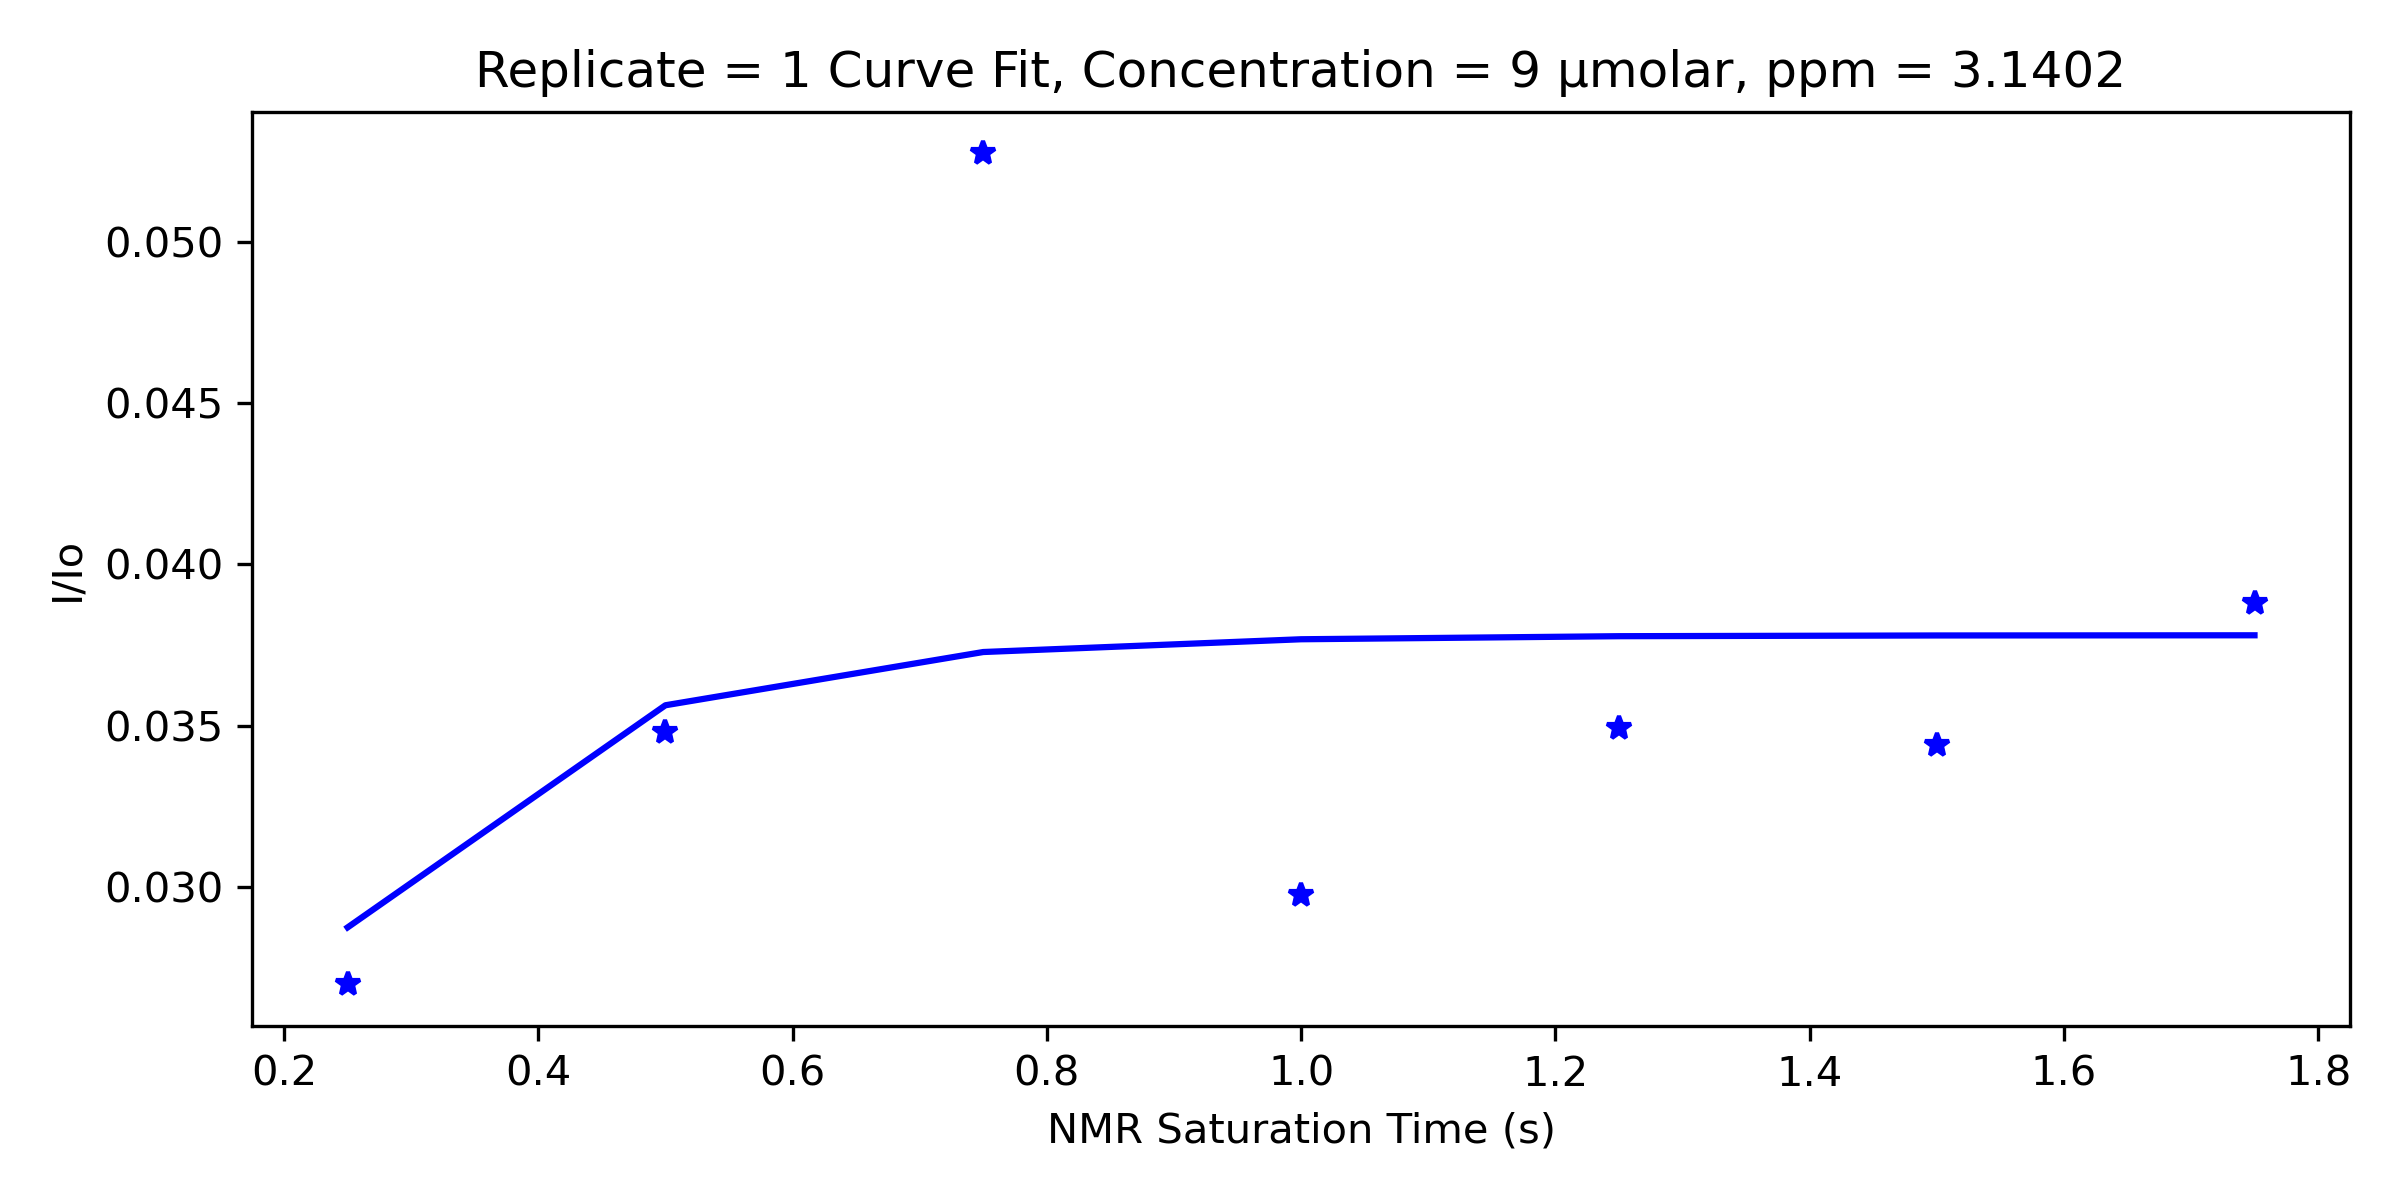 Replicate = 1 Curve Fit, Concentration = 9 µmolar, ppm = 3.1402
0.050
0.045
0.040
0.035
0.030
I/Io
0.2 0.4 0.6 0.8 1.0 1.2 1.4 1.6 1.8
NMR Saturation Time (s)